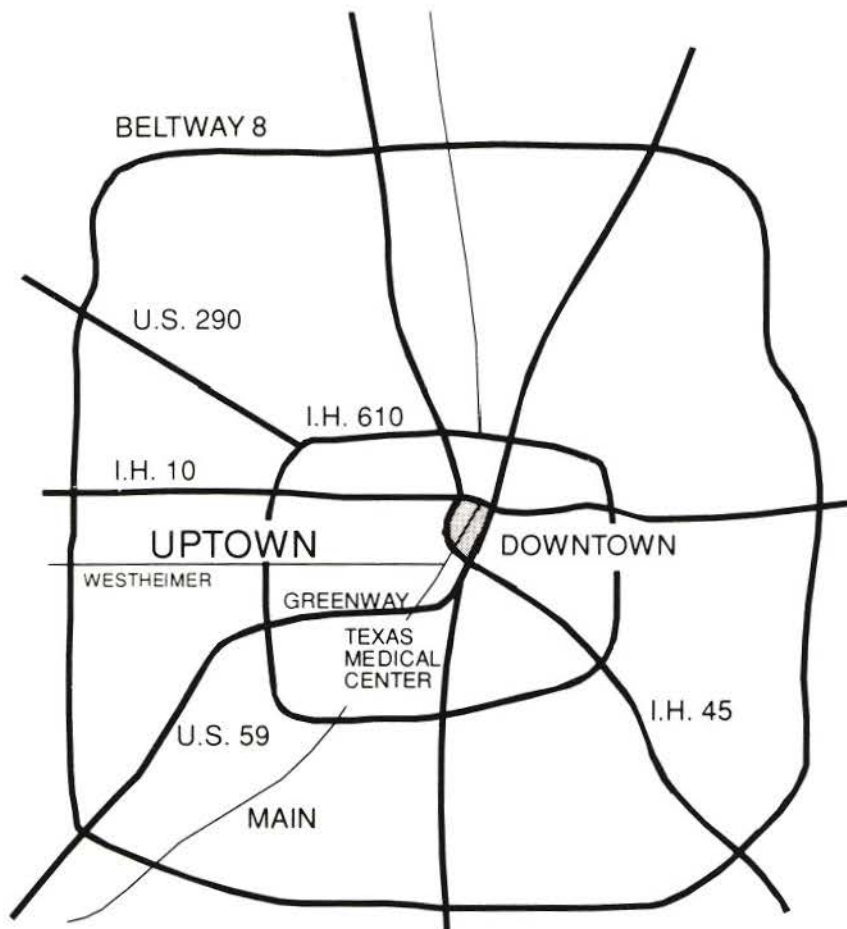 BELTWAY 8
U.S. 290
I.H. 610
I.H. 10
UPTOWN
DOWNTOWN
WESTHEIMER
GREENWAY
TEXAS
MEDICAL
CENTER
I.H. 45
U.S. 59
MAIN